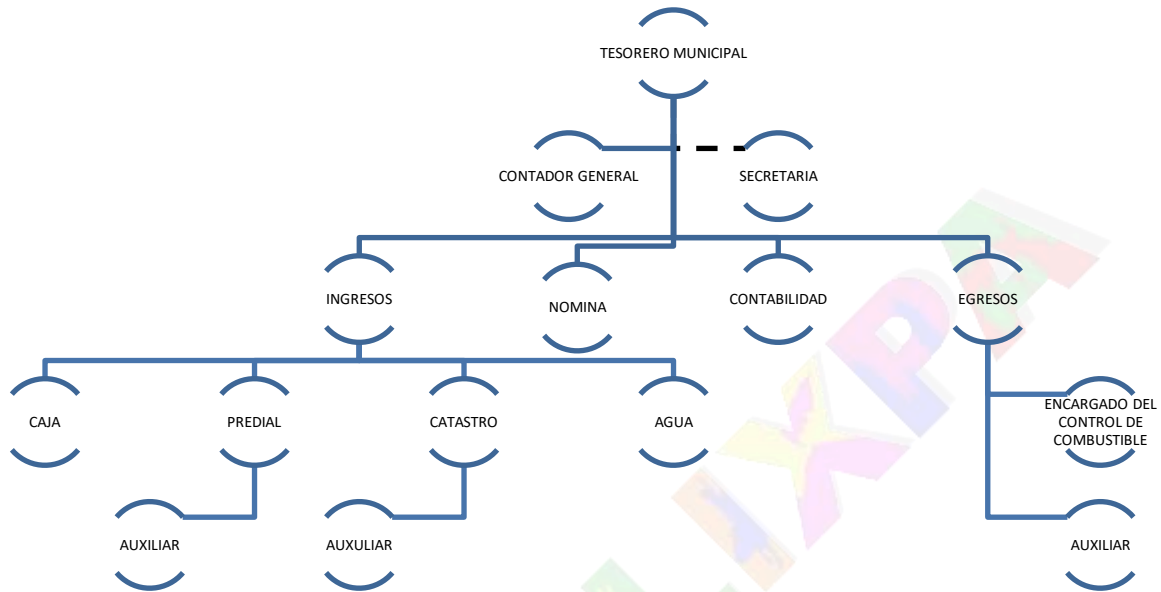 TESORERO MUNICIPAL
CONTADOR GENERAL
SECRETARIA
INGRESOS
NOMINA
CONTABILIDAD
EGRESOS
CAJA
PREDIAL
CATASTRO
AGUA
ENCARGADO DEL
CONTROL DE
COMBUSTIBLE
AUXILIAR
AUXULIAR
AUXILIAR
IXPA